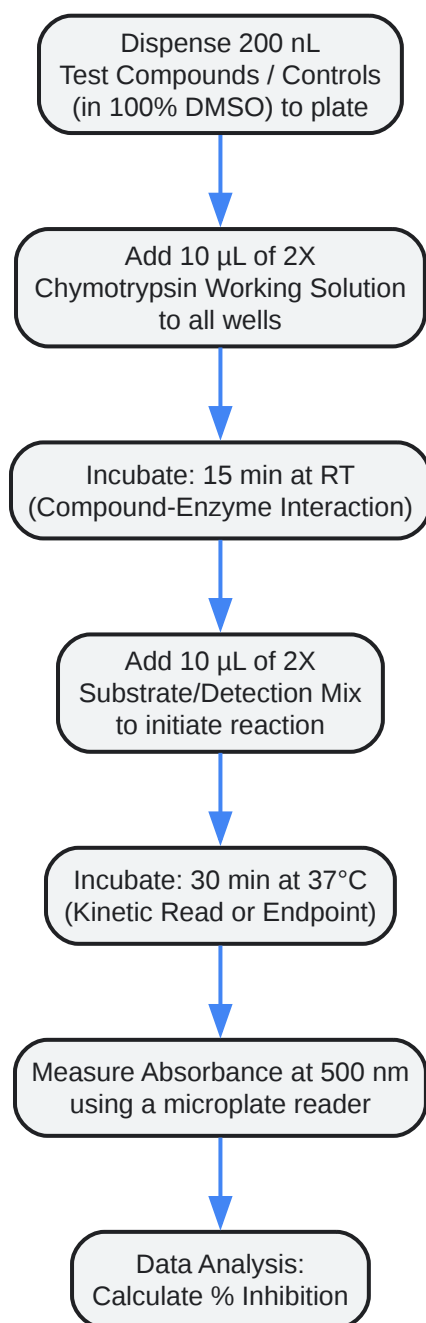 Dispense 200 nL
Test Compounds / Controls
(in 100% DMSO) to plate
Add 10 µL of 2X
Chymotrypsin Working Solution
to all wells
Incubate: 15 min at RT
(Compound-Enzyme Interaction)
Add 10 µL of 2X
Substrate/Detection Mix
to initiate reaction
Incubate: 30 min at 37°C
(Kinetic Read or Endpoint)
Measure Absorbance at 500 nm
using a microplate reader
Data Analysis:
Calculate % Inhibition